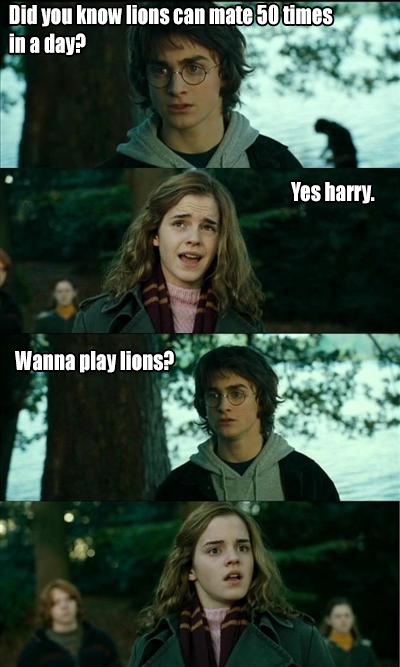 Did you know lions can mate 50 times
in a day?
Yes harry.
Wanna play lions?